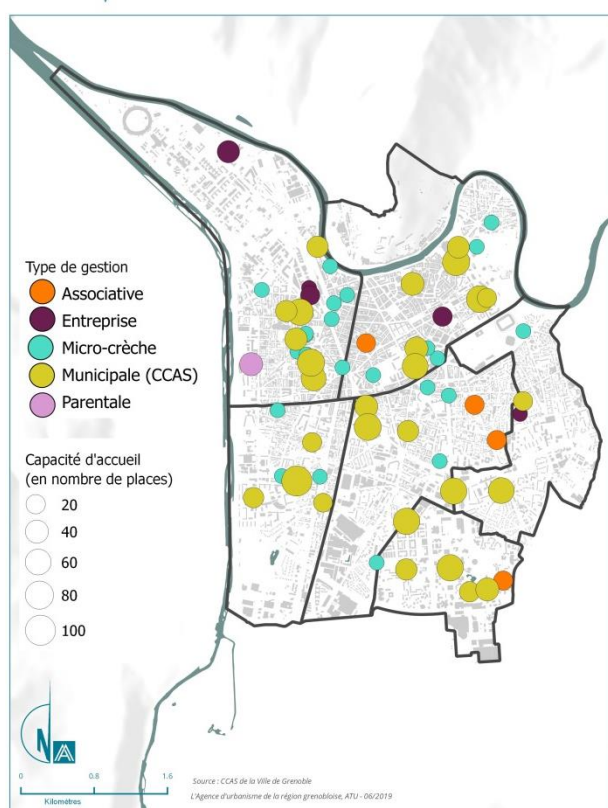 Type de gestion
Associative
Entreprise
Micro-crèche
Municipale (CCAS)
Parentale
Capacité d'accueil
(en nombre de places)
20
40
60
80
100
N
0 0.8 1.6
Kilomètres
Source : CCAS de la Ville de Grenoble
L'Agence d'urbanisme de la région grenobloise, ATU - 06/2019